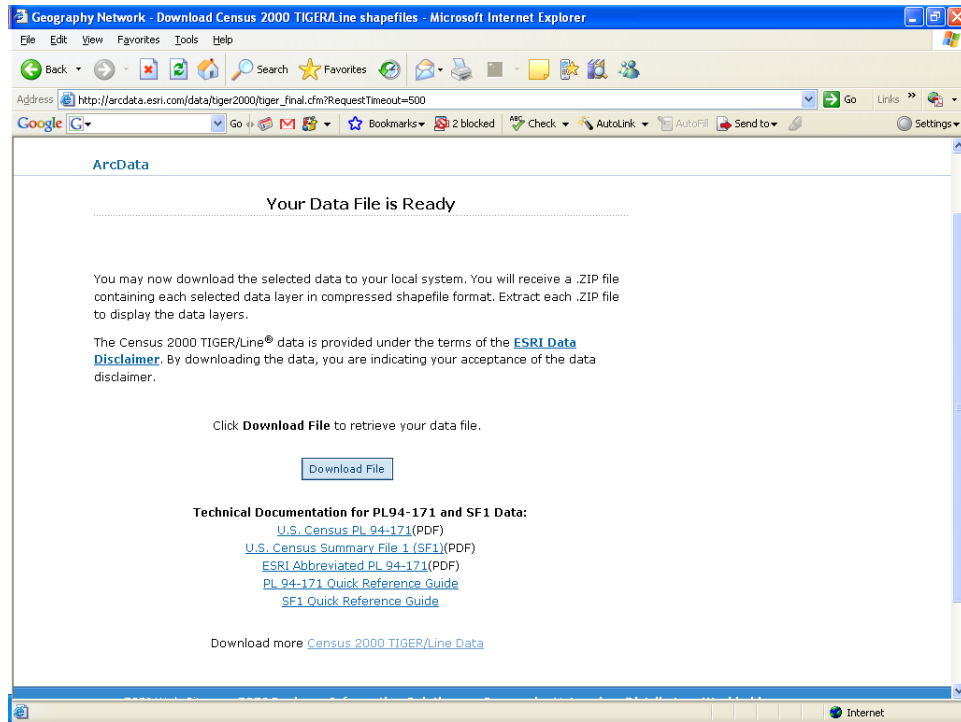 Geography Network - Download Census 2000 TIGER/Line shapefiles - Microsoft Internet Explorer
File Edit View Favorites Tools Help
Back Search Favorites
Address http://arcdata.esri.com/data/tiger2000/tiger_final.cfm?RequestTimeout=500 Go Links »
Google G Go Bookmarks 2 blocked ABC Check AutoLink AutoFill Send to Settings
ArcData
Your Data File is Ready
You may now download the selected data to your local system. You will receive a .ZIP file
containing each selected data layer in compressed shapefile format. Extract each .ZIP file
to display the data layers.
The Census 2000 TIGER/Line® data is provided under the terms of the ESRI Data
Disclaimer. By downloading the data, you are indicating your acceptance of the data
disclaimer.
Click Download File to retrieve your data file.
Download File
Technical Documentation for PL94-171 and SF1 Data:
U.S. Census PL 94-171(PDF)
U.S. Census Summary File 1 (SF1)(PDF)
ESRI Abbreviated PL 94-171(PDF)
PL 94-171 Quick Reference Guide
SF1 Quick Reference Guide
Download more Census 2000 TIGER/Line Data
Internet